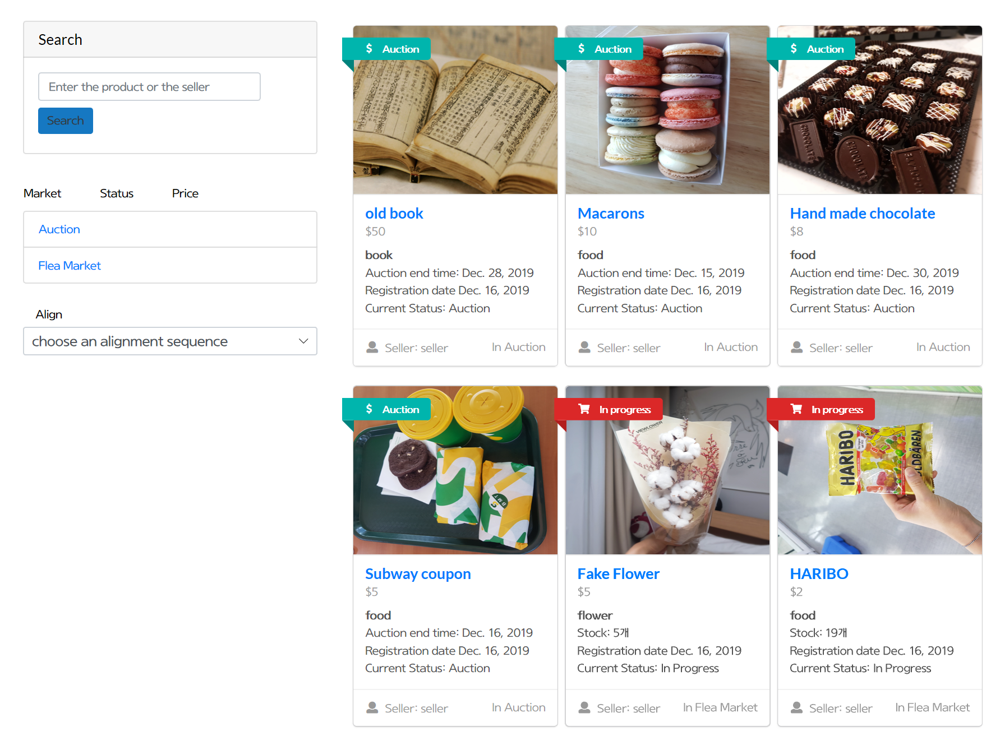 Search
Enter the product or the seller
Search
Market Status Price
Auction
Flea Market
Align
choose an alignment sequence
$ Auction
old book
$50
book
Auction end time: Dec. 28, 2019
Registration date Dec. 16, 2019
Current Status: Auction
Seller: seller In Auction
$ Auction
Macarons
$10
food
Auction end time: Dec. 15, 2019
Registration date Dec. 16, 2019
Current Status: Auction
Seller: seller In Auction
$ Auction
CHOCOLATE
CHOCOLATE
Hand made chocolate
$8
food
Auction end time: Dec. 30, 2019
Registration date Dec. 16, 2019
Current Status: Auction
Seller: seller In Auction
$ Auction
BMT
Subway coupon
$5
food
Auction end time: Dec. 16, 2019
Registration date Dec. 16, 2019
Current Status: Auction
Seller: seller In Auction
In progress
VIEWLOWER
Fake Flower
$5
flower
Stock: 5개
Registration date Dec. 16, 2019
Current Status: In Progress
Seller: seller In Flea Market
In progress
HARIBO
LDBÄREN
HARIBO
$2
food
Stock: 19개
Registration date Dec. 16, 2019
Current Status: In Progress
Seller: seller In Flea Market